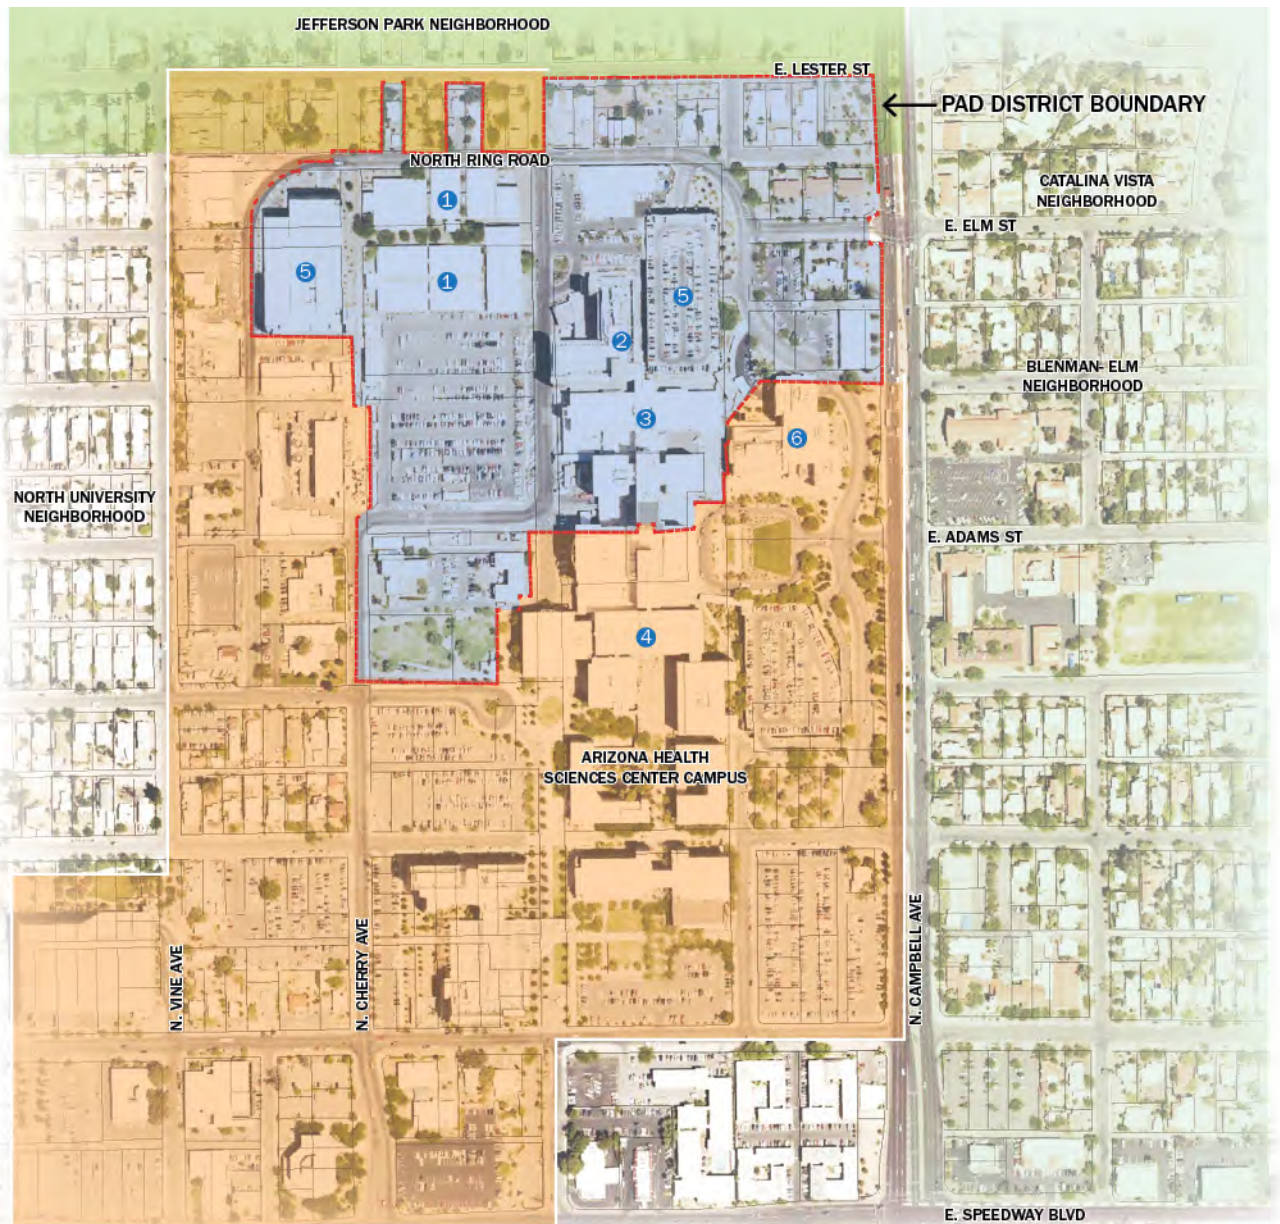 JEFFERSON PARK NEIGHBORHOOD
E. LESTER ST
PAD DISTRICT BOUNDARY
NORTH RING ROAD
CATALINA VISTA
NEIGHBORHOOD
1
E. ELM ST
5
1
5
2
BLENMAN- ELM
NEIGHBORHOOD
3
6
NORTH UNIVERSITY
NEIGHBORHOOD
E. ADAMS ST
4
ARIZONA HEALTH
SCIENCES CENTER CAMPUS
N. VINE AVE
N. CHERRY AVE
N. CAMPBELL AVE
E. SPEEDWAY BLVD